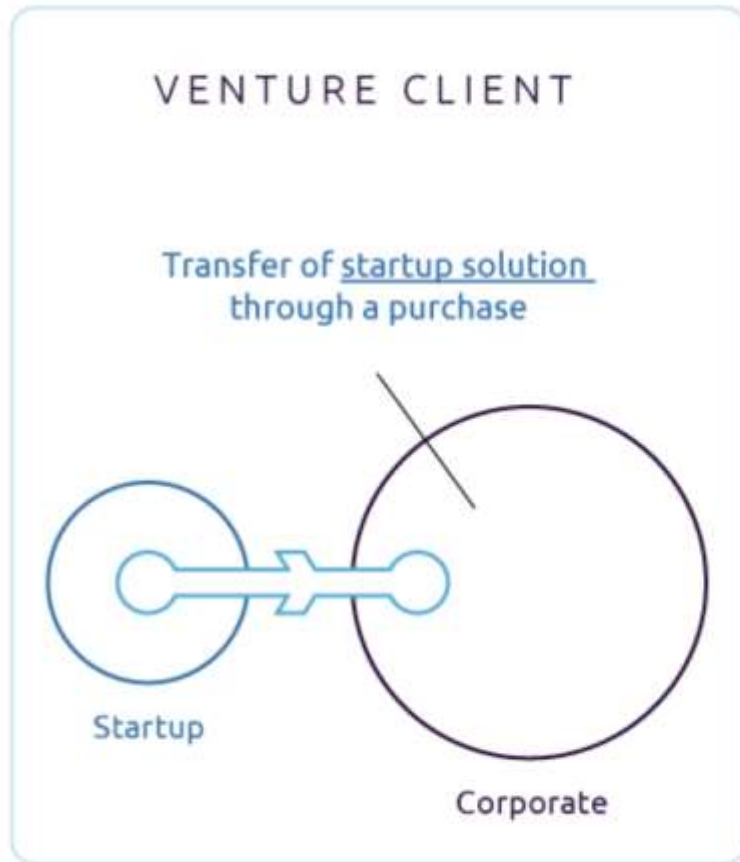 VENTURE CLIENT
Transfer of startup solution
through a purchase
Startup
Corporate